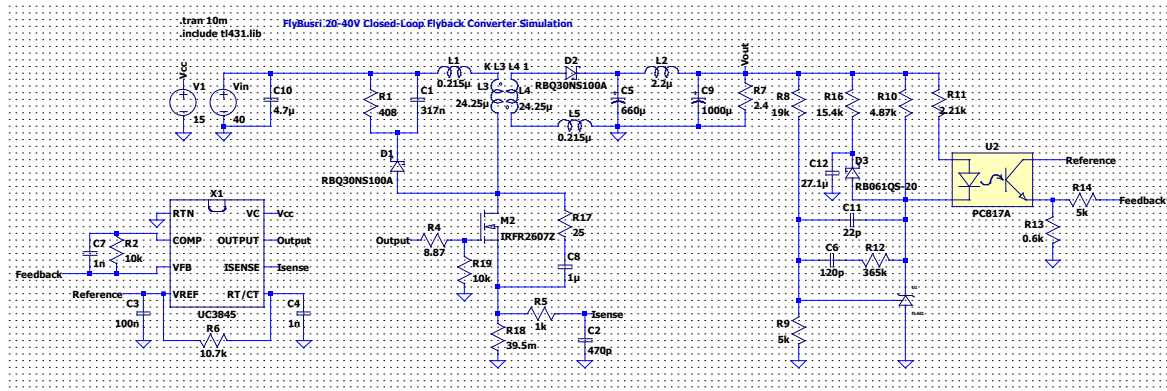 .tran 10m
.include tl431.lib
FlyBusri 20-40V Closed-Loop Flyback Converter Simulation
Vcc
V1
15
Vin
40
C10
4.7µ
R1
408
C1
317n
L1
0.215µ
K L3 L4 1
L3
24.25µ
L4
24.25µ
D2
RBQ30NS100A
L5
0.215µ
C5
660µ
L2
2.2µ
C9
1000µ
Vout
R7
2.4
R8
19k
R16
15.4k
R10
4.87k
R11
2.21k
D1
RBQ30NS100A
C12
27.1µ
D3
RB061QS-20
U2
PC817A
Reference
R14
5k
Feedback
R13
0.6k
X1
RTN
VC
Vcc
COMP
OUTPUT
Output
VFB
ISENSE
Isense
VREF
RT/CT
UC3845
C7
1n
R2
10k
Feedback
Reference
C3
100n
R6
10.7k
C4
1n
Output
R4
8.87
R19
10k
M2
IRFR2607Z
R17
25
C8
1µ
R5
1k
Isense
R18
39.5m
C2
470p
C11
22p
C6
120p
R12
365k
R9
5k
U1
TL431